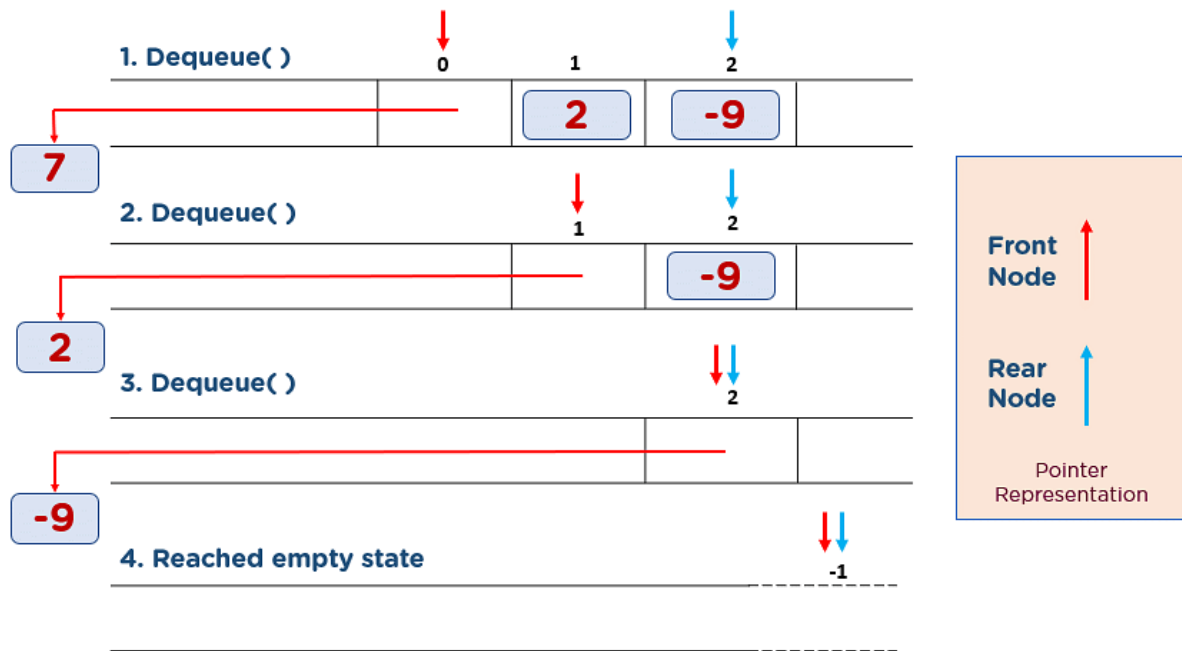 1. Dequeue( )
0 1 2
2 -9
7
2. Dequeue( )
1 2
-9
2
3. Dequeue( )
2
-9
4. Reached empty state
-1
Front
Node
Rear
Node
Pointer
Representation